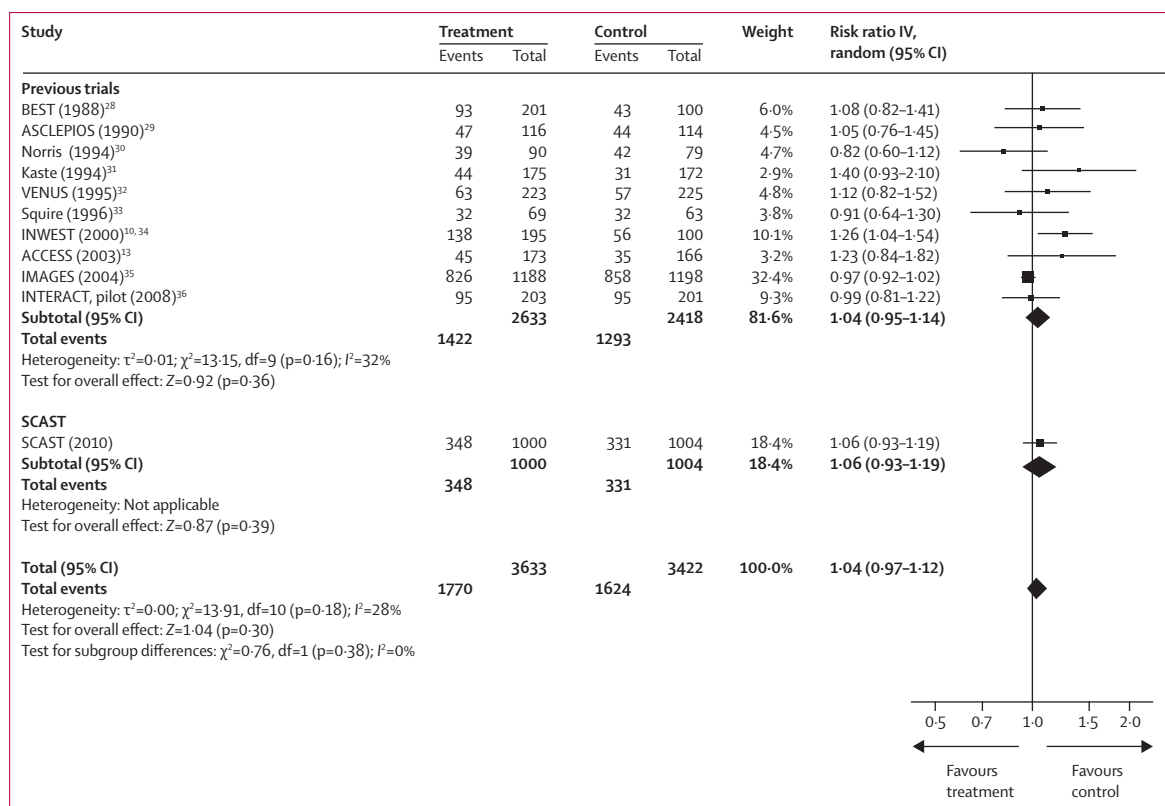 Study Treatment Control Weight Risk ratio IV, random (95% CI)
Events Total Events Total
Previous trials
BEST (1988)²⁸ 93 201 43 100 6·0% 1·08 (0·82–1·41)
ASCLEPIOS (1990)²⁹ 47 116 44 114 4·5% 1·05 (0·76–1·45)
Norris (1994)³⁰ 39 90 42 79 4·7% 0·82 (0·60–1·12)
Kaste (1994)³¹ 44 175 31 172 2·9% 1·40 (0·93–2·10)
VENUS (1995)³² 63 223 57 225 4·8% 1·12 (0·82–1·52)
Squire (1996)³³ 32 69 32 63 3·8% 0·91 (0·64–1·30)
INWEST (2000)¹⁰,³⁴ 138 195 56 100 10·1% 1·26 (1·04–1·54)
ACCESS (2003)¹³ 45 173 35 166 3·2% 1·23 (0·84–1·82)
IMAGES (2004)³⁵ 826 1188 858 1198 32·4% 0·97 (0·92–1·02)
INTERACT, pilot (2008)³⁶ 95 203 95 201 9·3% 0·99 (0·81–1·22)
Subtotal (95% CI) 2633 2418 81·6% 1·04 (0·95–1·14)
Total events 1422 1293
Heterogeneity: τ²=0·01; χ²=13·15, df=9 (p=0·16); I²=32%
Test for overall effect: Z=0·92 (p=0·36)
SCAST
SCAST (2010) 348 1000 331 1004 18·4% 1·06 (0·93–1·19)
Subtotal (95% CI) 1000 1004 18·4% 1·06 (0·93–1·19)
Total events 348 331
Heterogeneity: Not applicable
Test for overall effect: Z=0·87 (p=0·39)
Total (95% CI) 3633 3422 100·0% 1·04 (0·97–1·12)
Total events 1770 1624
Heterogeneity: τ²=0·00; χ²=13·91, df=10 (p=0·18); I²=28%
Test for overall effect: Z=1·04 (p=0·30)
Test for subgroup differences: χ²=0·76, df=1 (p=0·38); I²=0%
0·5 0·7 1·0 1·5 2·0
Favours treatment Favours control